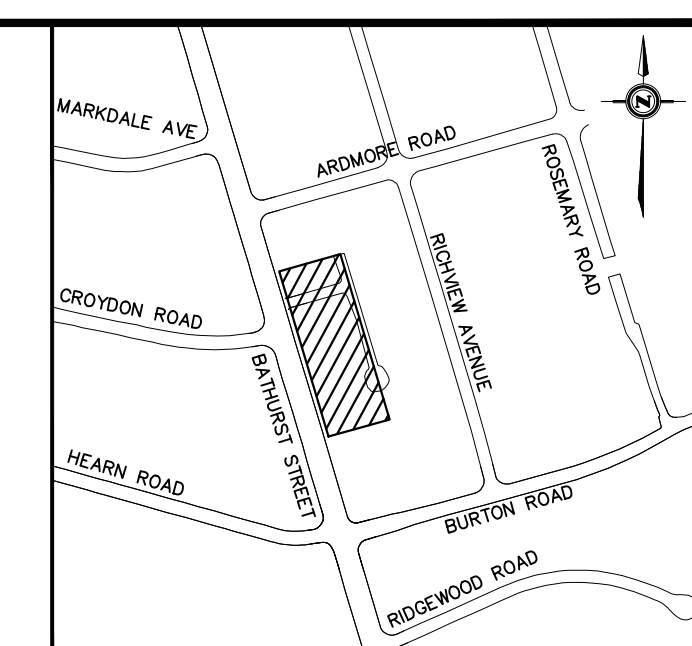 MARKDALE AVE
ARDMORE ROAD
ROSEMARY ROAD
N
RICHVIEW AVENUE
CROYDON ROAD
BATHURST STREET
HEARN ROAD
BURTON ROAD
RIDGEWOOD ROAD